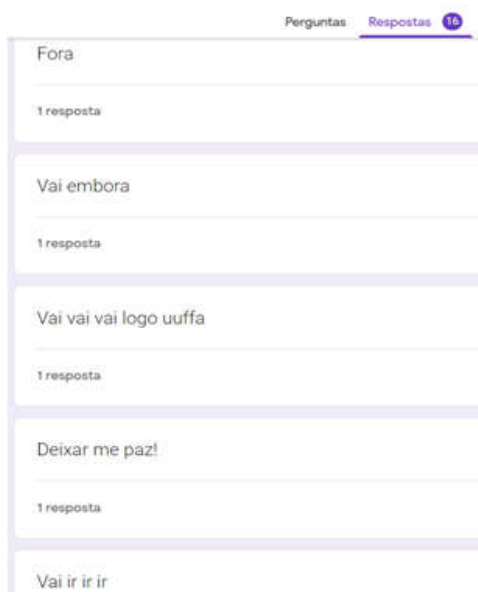 Perguntas Respostas 16
Fora
1 resposta
Vai embora
1 resposta
Vai vai vai logo uuffa
1 resposta
Deixar me paz!
1 resposta
Vai ir ir ir